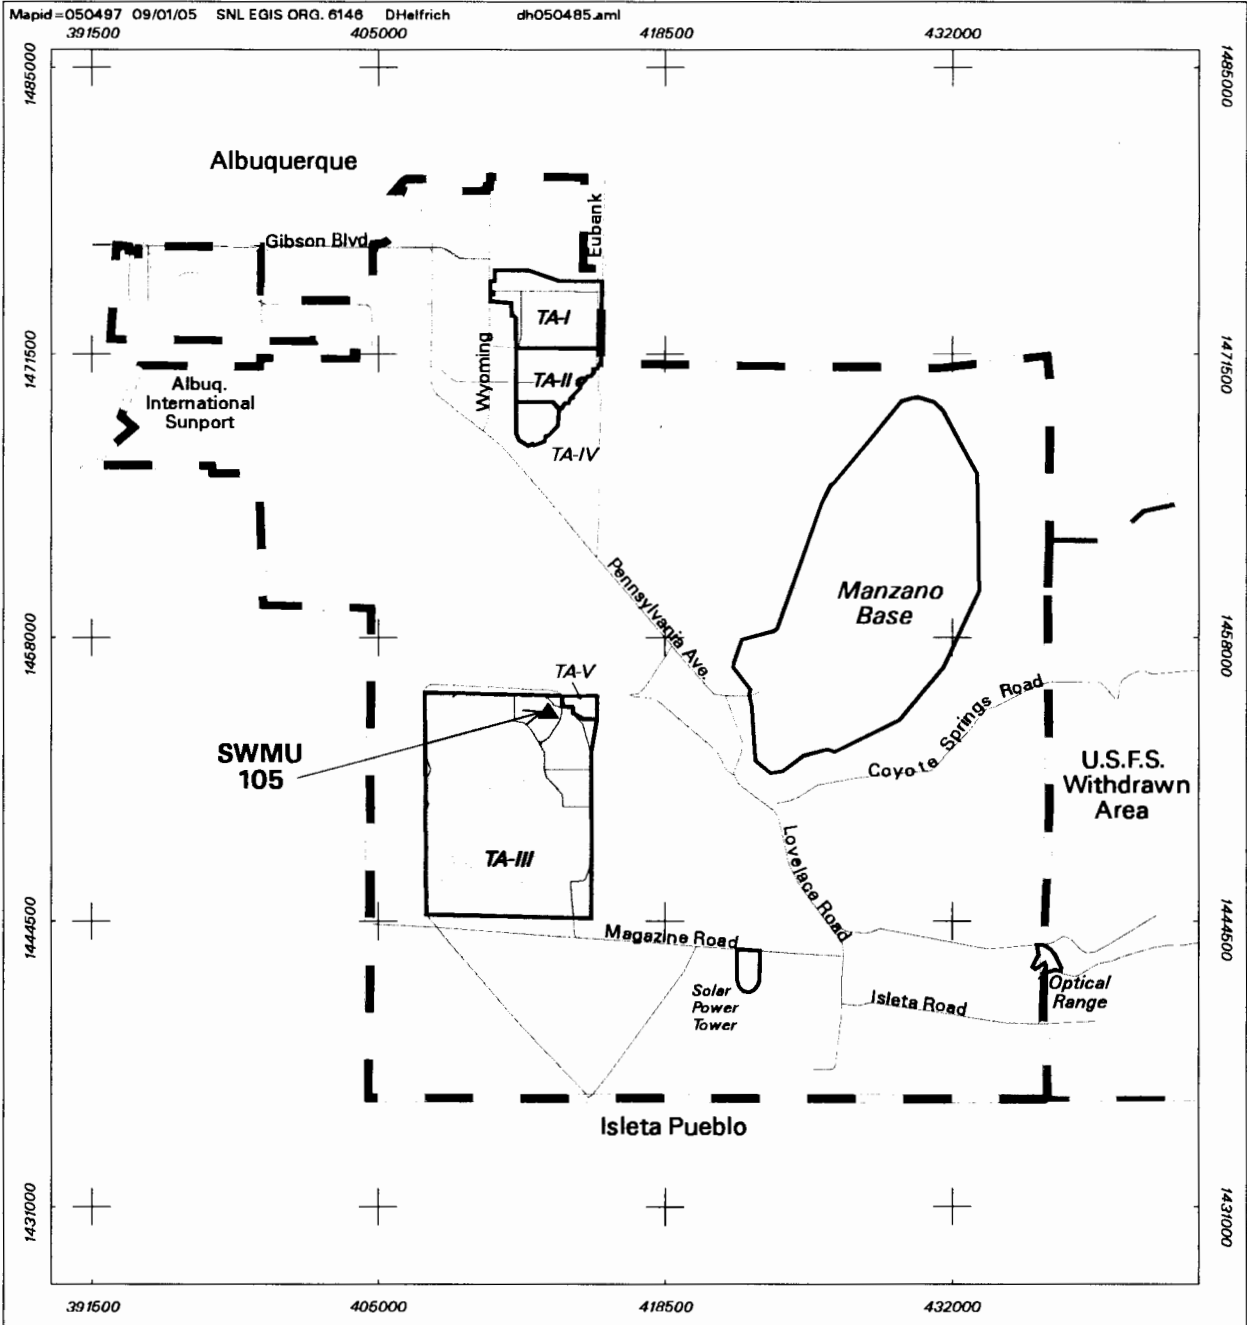 Mapid=050497 09/01/05 SNL EGIS ORG. 6146 DHelfrich dh050485.aml
391500 405000 418500 432000
1485000 1485000
Albuquerque
Eubank
Gibson Blvd
TA-I
Wyoming
1471500 1471500
TA-II
Albuq.
International
Sunport
TA-IV
Pennsylvania Ave.
Manzano
Base
1458000 1458000
TA-V
Coyote Springs Road
SWMU
105
U.S.F.S.
Withdrawn
Area
Lovelace Road
TA-III
1444500 1444500
Magazine Road
Solar
Power
Tower
Isleta Road
Optical
Range
Isleta Pueblo
1431000 1431000
391500 405000 418500 432000